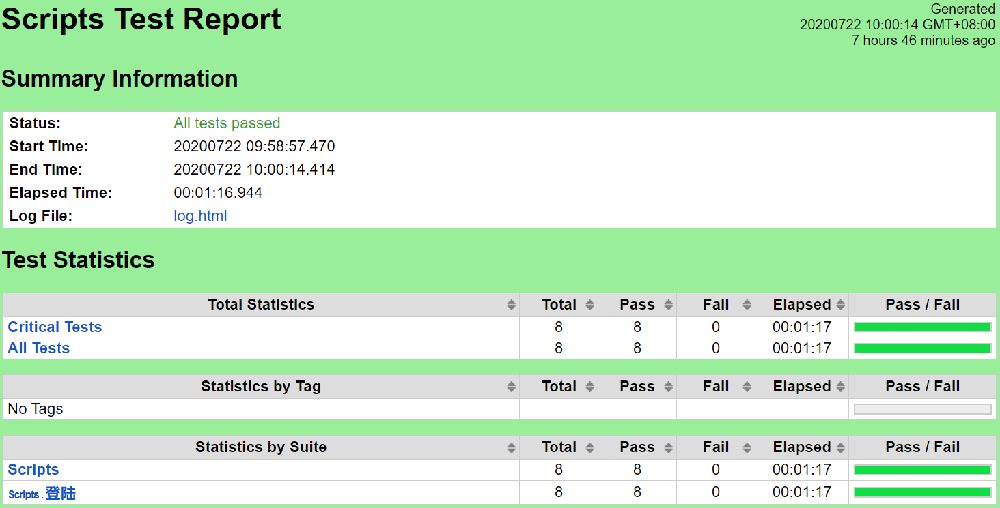 Scripts Test Report
Generated
20200722 10:00:14 GMT+08:00
7 hours 46 minutes ago
Summary Information
Status: All tests passed
Start Time: 20200722 09:58:57.470
End Time: 20200722 10:00:14.414
Elapsed Time: 00:01:16.944
Log File: log.html
Test Statistics
Total Statistics Total Pass Fail Elapsed Pass / Fail
Critical Tests 8 8 0 00:01:17
All Tests 8 8 0 00:01:17
Statistics by Tag Total Pass Fail Elapsed Pass / Fail
No Tags
Statistics by Suite Total Pass Fail Elapsed Pass / Fail
Scripts 8 8 0 00:01:17
Scripts . 登陆 8 8 0 00:01:17